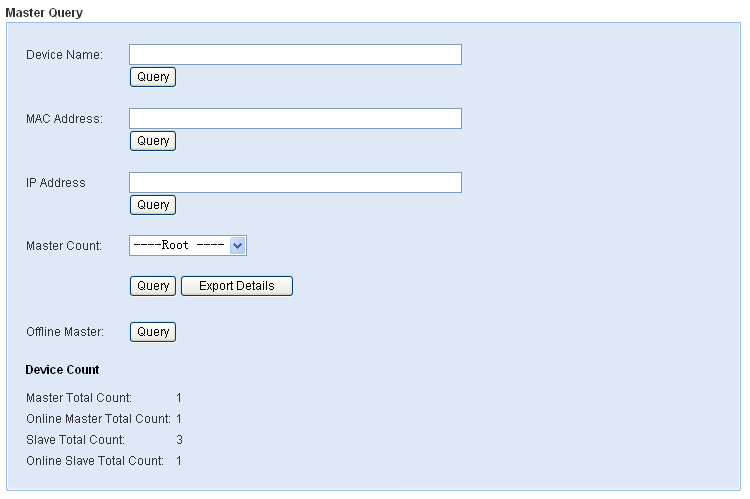 Master Query
Device Name:
Query
MAC Address:
Query
IP Address
Query
Master Count: ----Root ----
Query Export Details
Offline Master: Query
Device Count
Master Total Count: 1
Online Master Total Count: 1
Slave Total Count: 3
Online Slave Total Count: 1